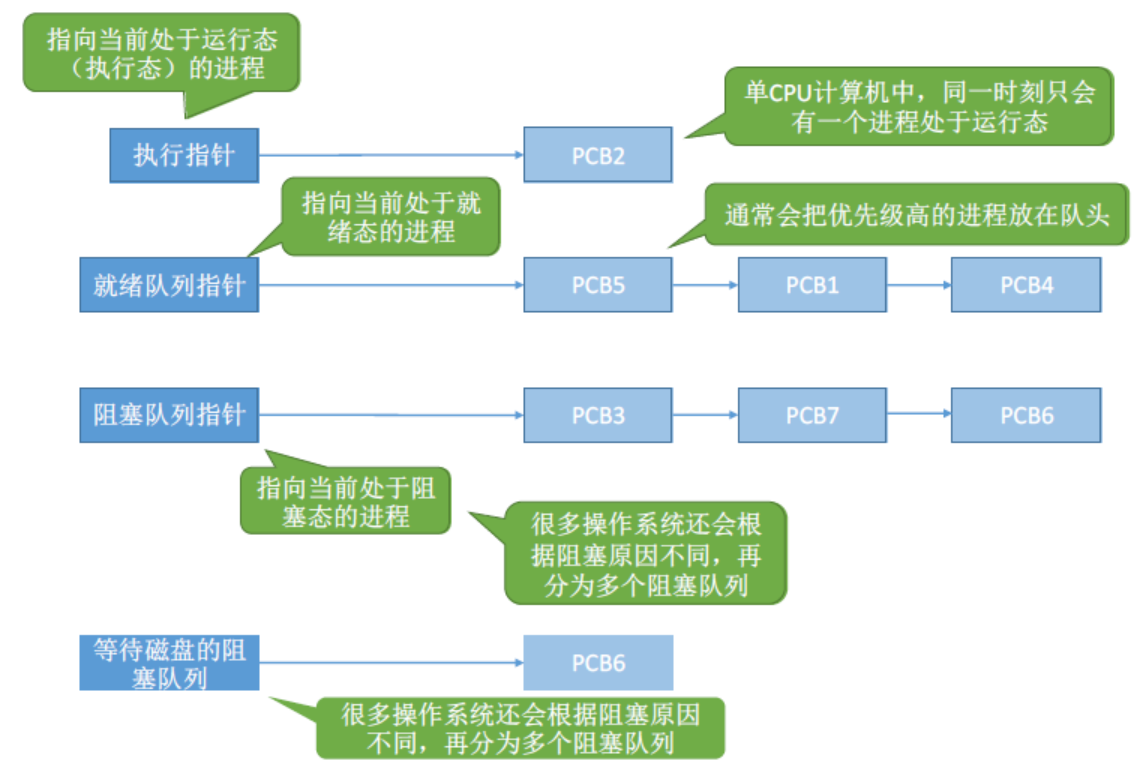 指向当前处于运行态
（执行态）的进程
单CPU计算机中，同一时刻只会
有一个进程处于运行态
执行指针
PCB2
指向当前处于就
绪态的进程
通常会把优先级高的进程放在队头
就绪队列指针
PCB5
PCB1
PCB4
阻塞队列指针
PCB3
PCB7
PCB6
指向当前处于阻
塞态的进程
很多操作系统还会根
据阻塞原因不同，再
分为多个阻塞队列
等待磁盘的阻
塞队列
PCB6
很多操作系统还会根据阻塞原因
不同，再分为多个阻塞队列